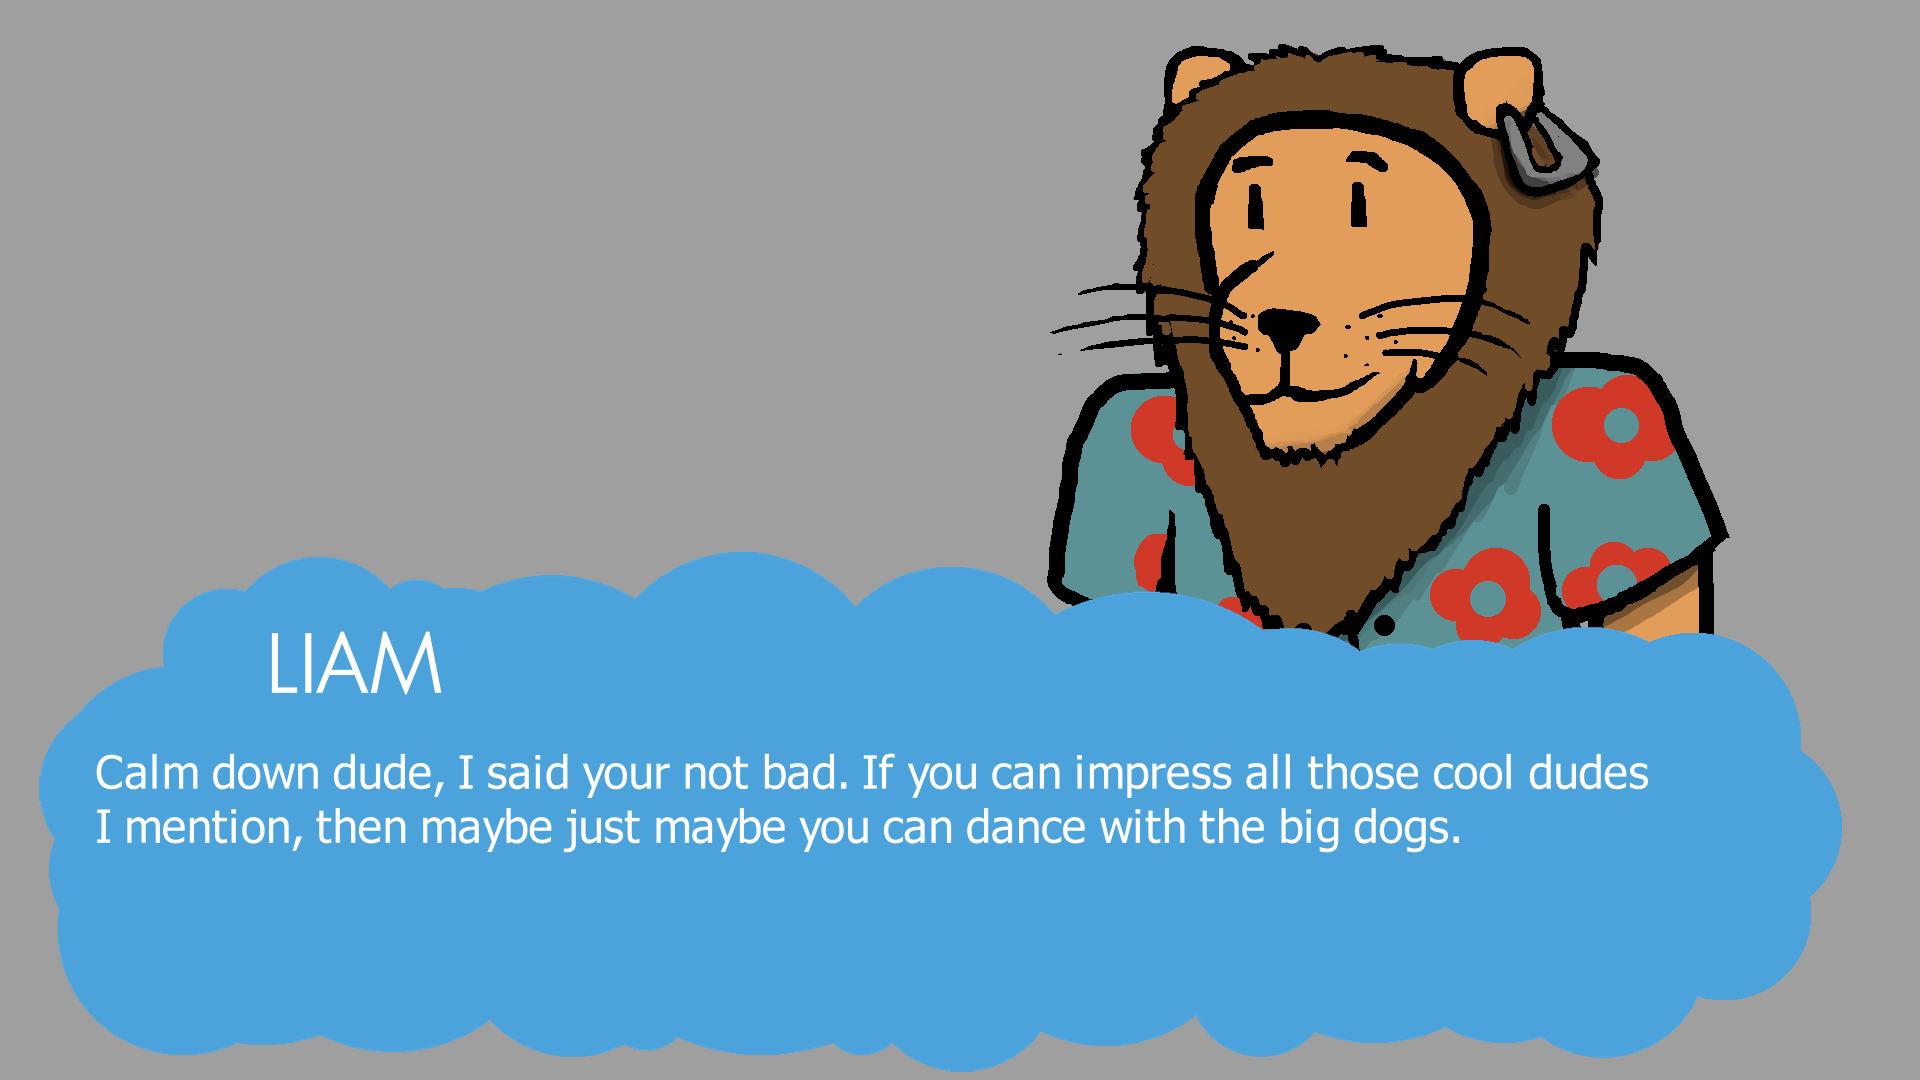 LIAM
Calm down dude, I said your not bad. If you can impress all those cool dudes
I mention, then maybe just maybe you can dance with the big dogs.